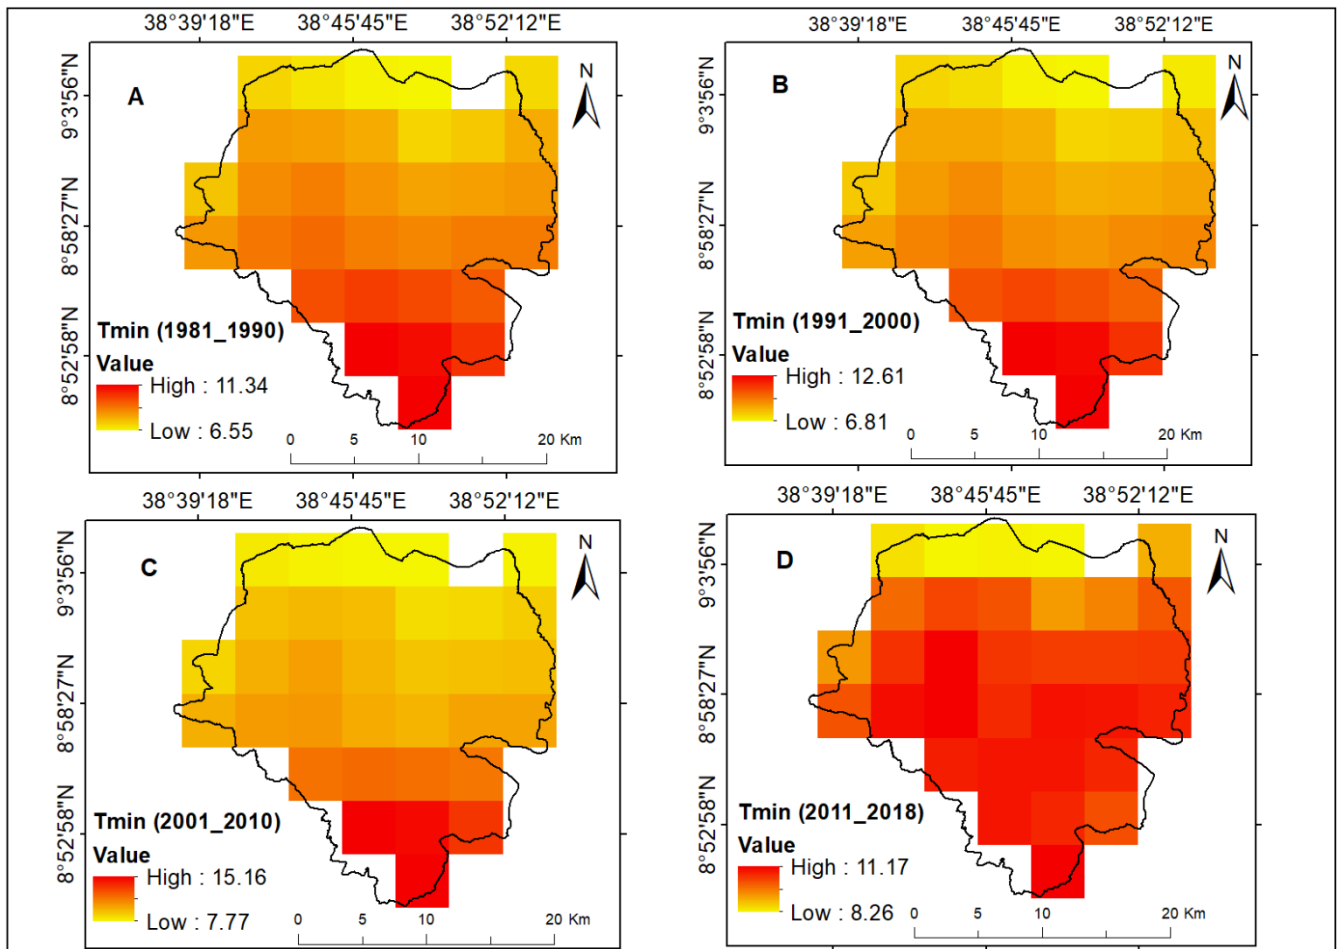 38°39'18"E 38°45'45"E 38°52'12"E
A
N
9°3'56"N
8°58'27"N
8°52'58"N
Tmin (1981_1990)
Value
High : 11.34
Low : 6.55
0 5 10 20 Km
38°39'18"E 38°45'45"E 38°52'12"E
B
N
9°3'56"N
8°58'27"N
8°52'58"N
Tmin (1991_2000)
Value
High : 12.61
Low : 6.81
0 5 10 20 Km
38°39'18"E 38°45'45"E 38°52'12"E
C
N
9°3'56"N
8°58'27"N
8°52'58"N
Tmin (2001_2010)
Value
High : 15.16
Low : 7.77
0 5 10 20 Km
38°39'18"E 38°45'45"E 38°52'12"E
D
N
9°3'56"N
8°58'27"N
8°52'58"N
Tmin (2011_2018)
Value
High : 11.17
Low : 8.26
0 5 10 20 Km